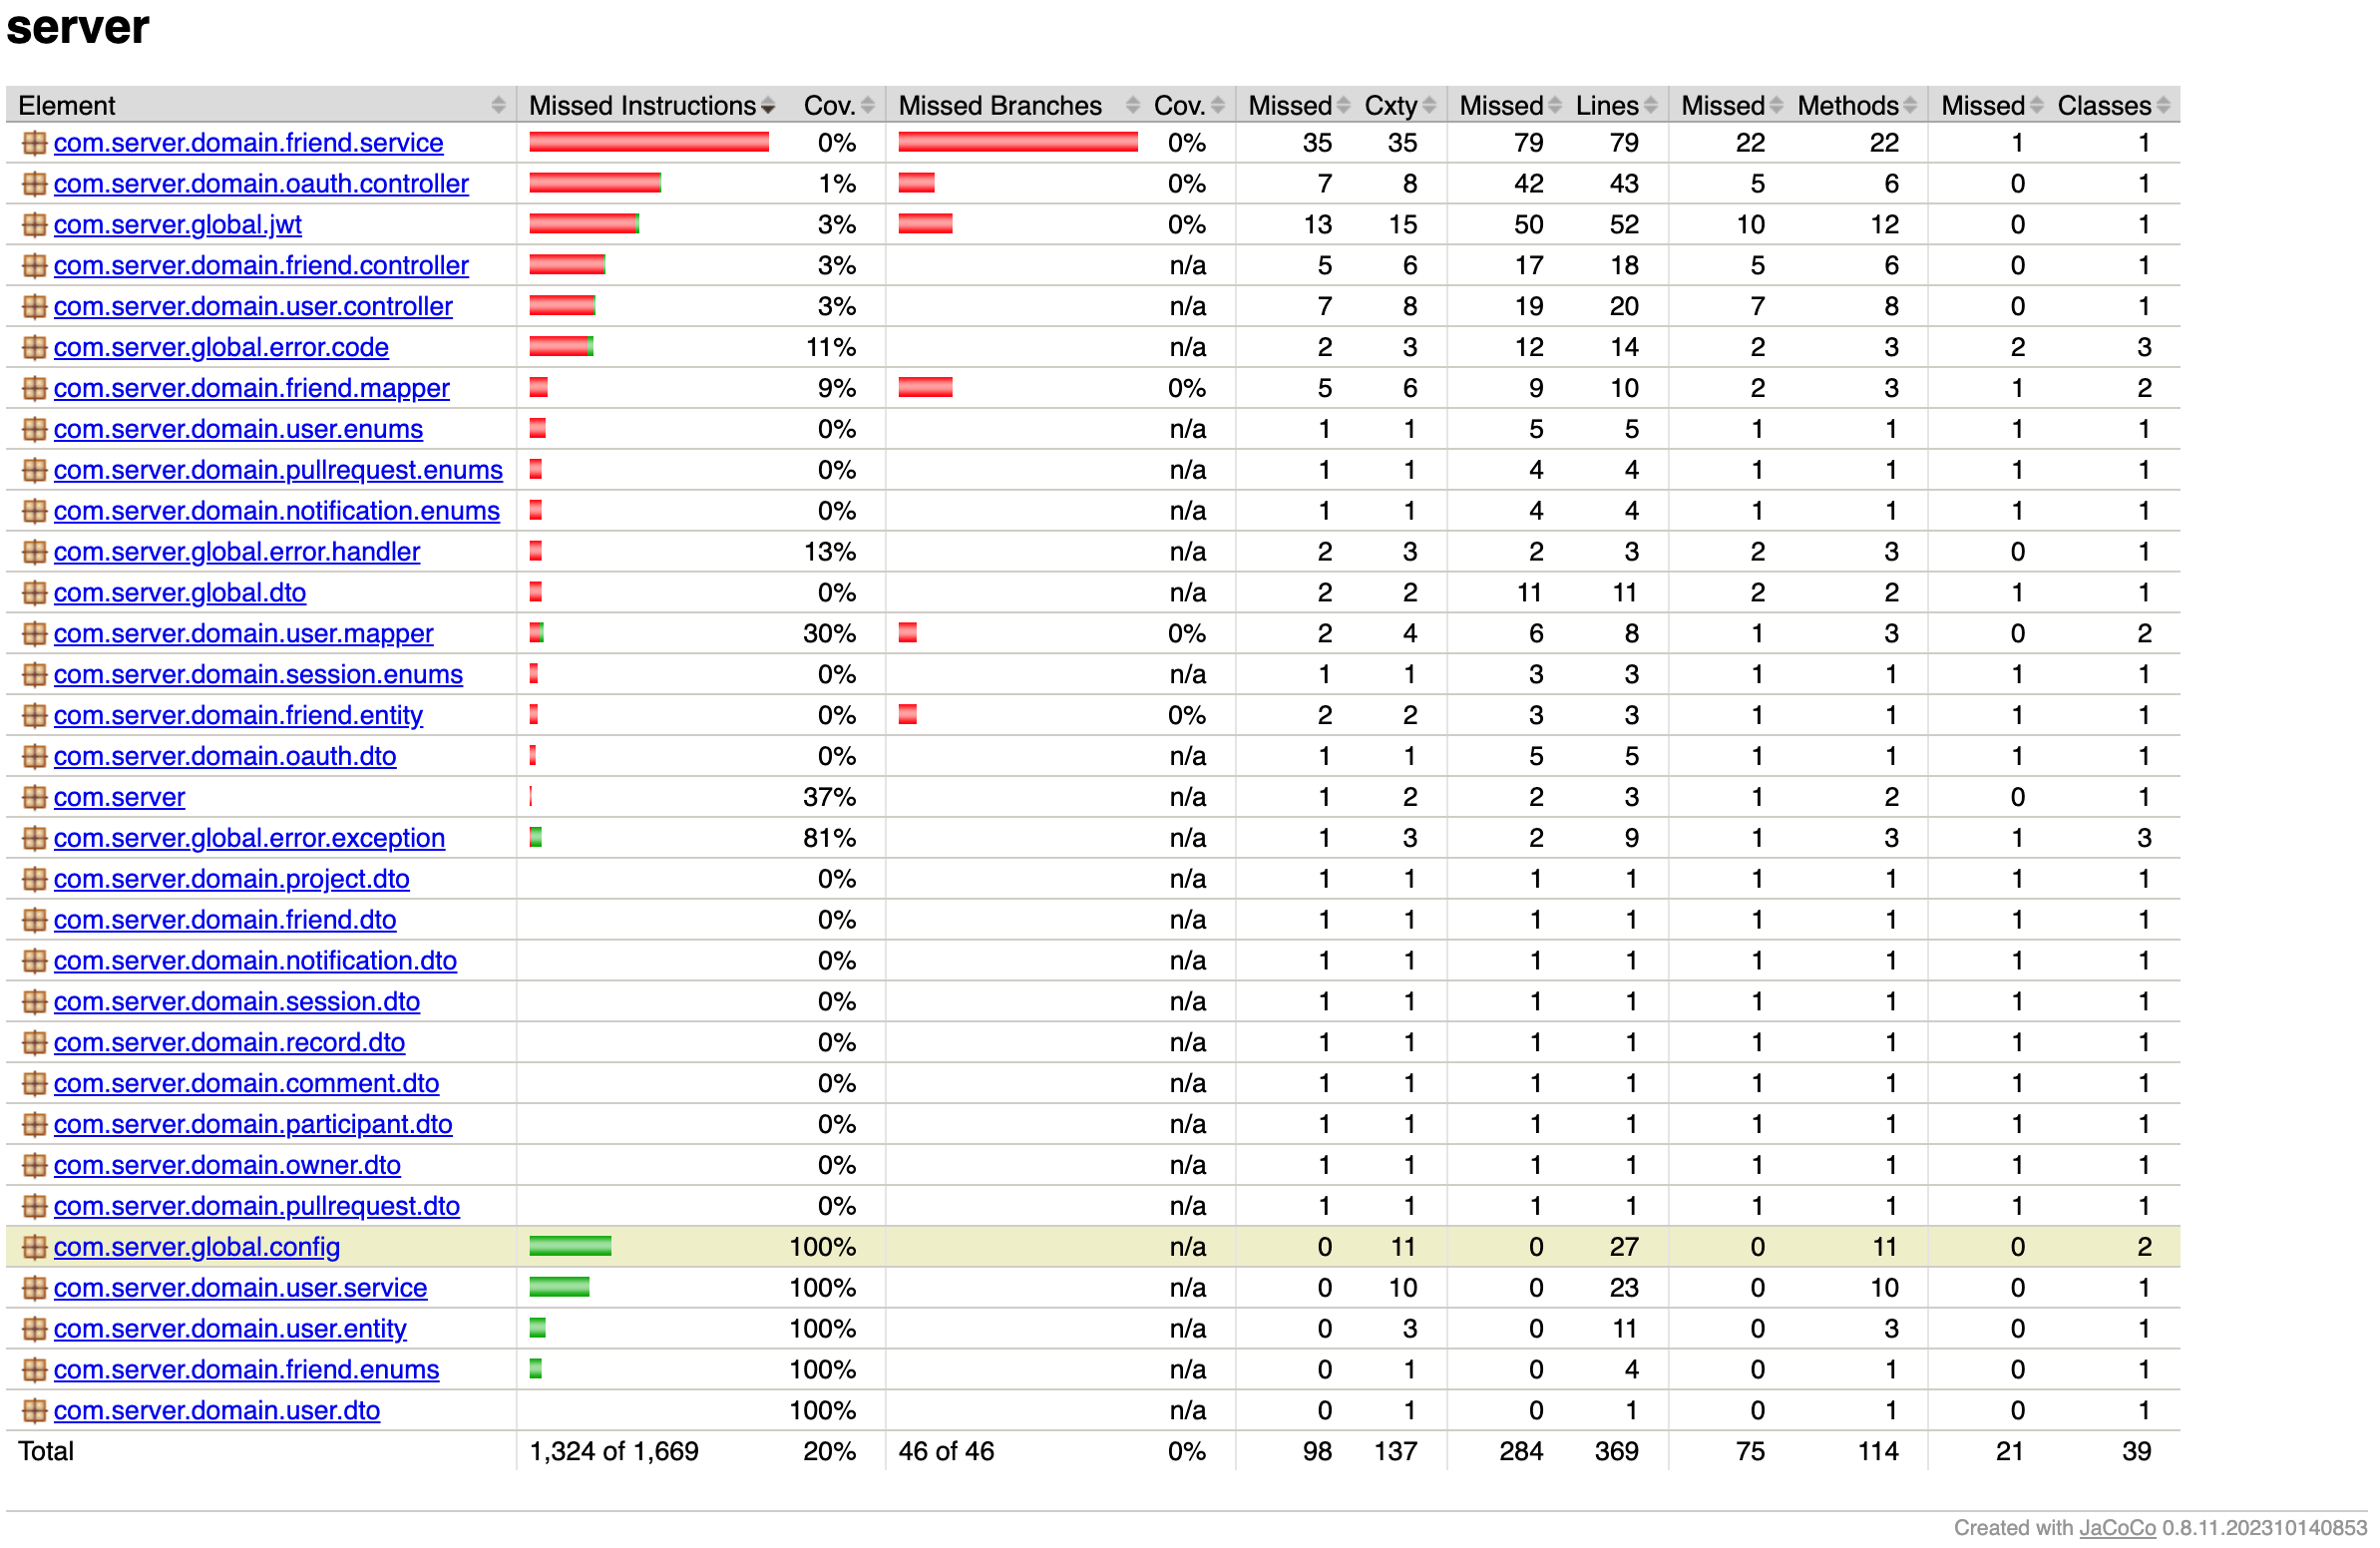 server
Element Missed Instructions Cov. Missed Branches Cov. Missed Cxty Missed Lines Missed Methods Missed Classes
com.server.domain.friend.service 0% 0% 35 35 79 79 22 22 1 1
com.server.domain.oauth.controller 1% 0% 7 8 42 43 5 6 0 1
com.server.global.jwt 3% 0% 13 15 50 52 10 12 0 1
com.server.domain.friend.controller 3% n/a 5 6 17 18 5 6 0 1
com.server.domain.user.controller 3% n/a 7 8 19 20 7 8 0 1
com.server.global.error.code 11% n/a 2 3 12 14 2 3 2 3
com.server.domain.friend.mapper 9% 0% 5 6 9 10 2 3 1 2
com.server.domain.user.enums 0% n/a 1 1 5 5 1 1 1 1
com.server.domain.pullrequest.enums 0% n/a 1 1 4 4 1 1 1 1
com.server.domain.notification.enums 0% n/a 1 1 4 4 1 1 1 1
com.server.global.error.handler 13% n/a 2 3 2 3 2 3 0 1
com.server.global.dto 0% n/a 2 2 11 11 2 2 1 1
com.server.domain.user.mapper 30% 0% 2 4 6 8 1 3 0 2
com.server.domain.session.enums 0% n/a 1 1 3 3 1 1 1 1
com.server.domain.friend.entity 0% 0% 2 2 3 3 1 1 1 1
com.server.domain.oauth.dto 0% n/a 1 1 5 5 1 1 1 1
com.server 37% n/a 1 2 2 3 1 2 0 1
com.server.global.error.exception 81% n/a 1 3 2 9 1 3 1 3
com.server.domain.project.dto 0% n/a 1 1 1 1 1 1 1 1
com.server.domain.friend.dto 0% n/a 1 1 1 1 1 1 1 1
com.server.domain.notification.dto 0% n/a 1 1 1 1 1 1 1 1
com.server.domain.session.dto 0% n/a 1 1 1 1 1 1 1 1
com.server.domain.record.dto 0% n/a 1 1 1 1 1 1 1 1
com.server.domain.comment.dto 0% n/a 1 1 1 1 1 1 1 1
com.server.domain.participant.dto 0% n/a 1 1 1 1 1 1 1 1
com.server.domain.owner.dto 0% n/a 1 1 1 1 1 1 1 1
com.server.domain.pullrequest.dto 0% n/a 1 1 1 1 1 1 1 1
com.server.global.config 100% n/a 0 11 0 27 0 11 0 2
com.server.domain.user.service 100% n/a 0 10 0 23 0 10 0 1
com.server.domain.user.entity 100% n/a 0 3 0 11 0 3 0 1
com.server.domain.friend.enums 100% n/a 0 1 0 4 0 1 0 1
com.server.domain.user.dto 100% n/a 0 1 0 1 0 1 0 1
Total 1,324 of 1,669 20% 46 of 46 0% 98 137 284 369 75 114 21 39
Created with JaCoCo 0.8.11.202310140853